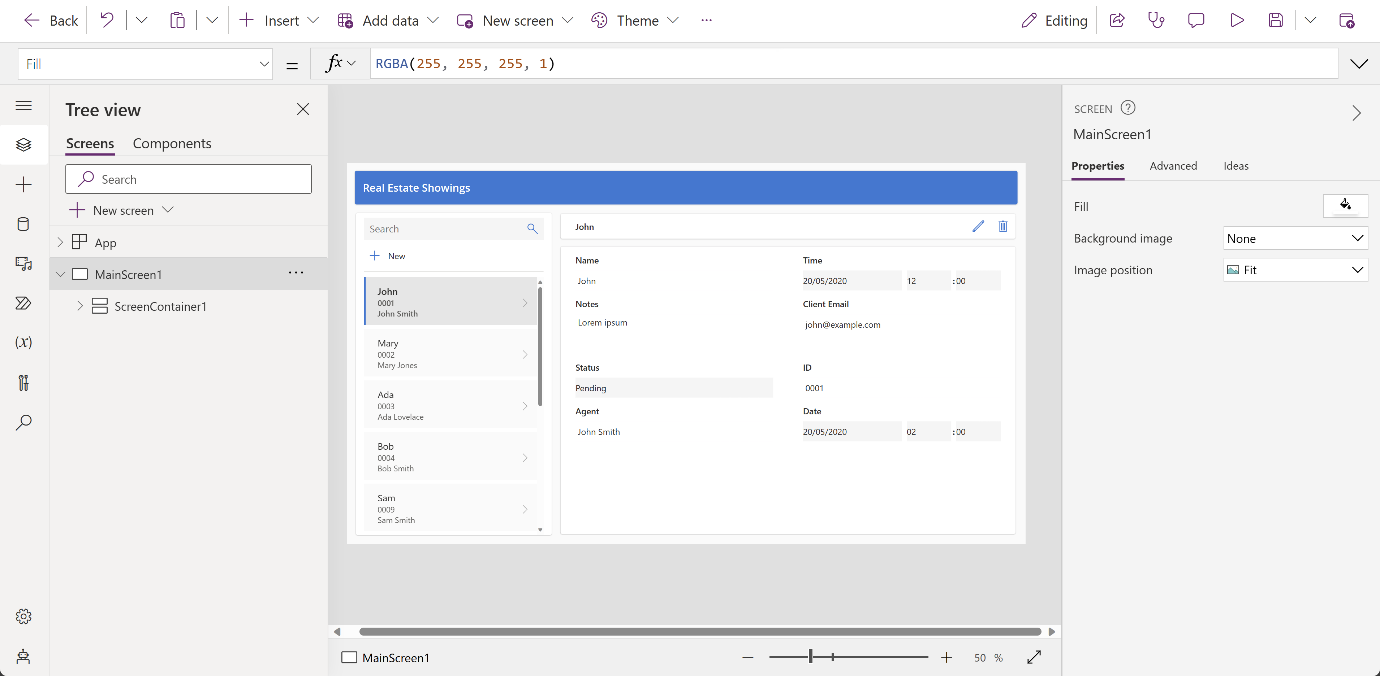 Back
Insert
Add data
New screen
Theme
Editing
Fill
=
fx
RGBA(255, 255, 255, 1)
Tree view
Screens
Components
Search
New screen
App
MainScreen1
ScreenContainer1
(x)
Real Estate Showings
Search
New
John
0001
John Smith
Mary
0002
Mary Jones
Ada
0003
Ada Lovelace
Bob
0004
Bob Smith
Sam
0009
Sam Smith
John
Name
Time
John
20/05/2020 12 :00
Notes
Client Email
Lorem ipsum
john@example.com
Status
ID
Pending
0001
Agent
Date
John Smith
20/05/2020 02 :00
MainScreen1
50 %
SCREEN
MainScreen1
Properties
Advanced
Ideas
Fill
Background image
None
Image position
Fit